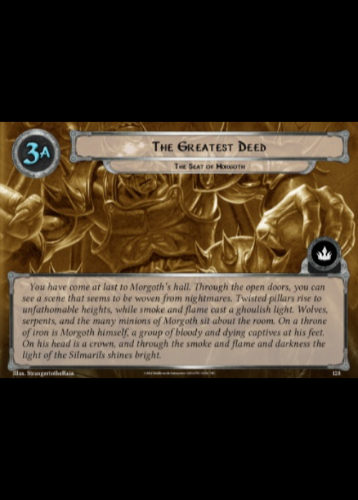 3A
The Greatest Deed
The Seat of Morgoth
You have come at last to Morgoth's hall. Through the open doors, you can
see a scene that seems to be woven from nightmares. Twisted pillars rise to
unfathomable heights, while smoke and flame cast a ghoulish light. Wolves,
serpents, and the many minions of Morgoth sit about the room. On a throne
of iron is Morgoth himself, a group of bloody and dying captives at his feet.
On his head is a crown, and through the smoke and flame and darkness the
light of the Silmarils shines bright.
Illus. StrangertotheRain